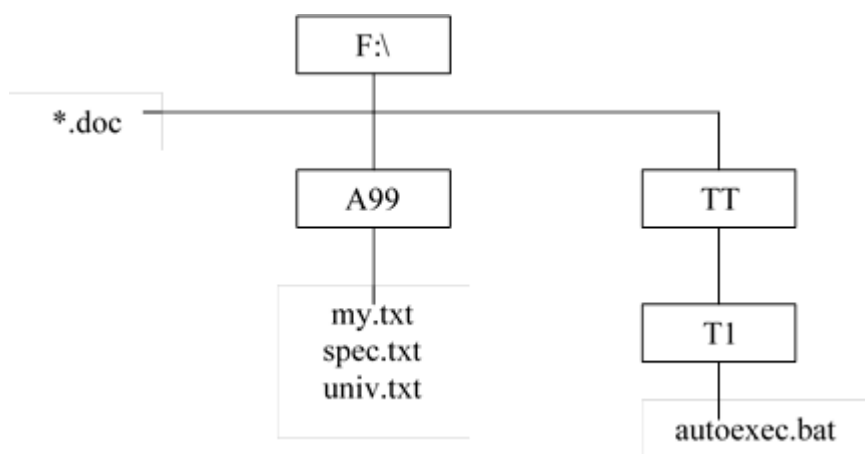 F:\
*.doc
A99
TT
my.txt
spec.txt
univ.txt
T1
autoexec.bat